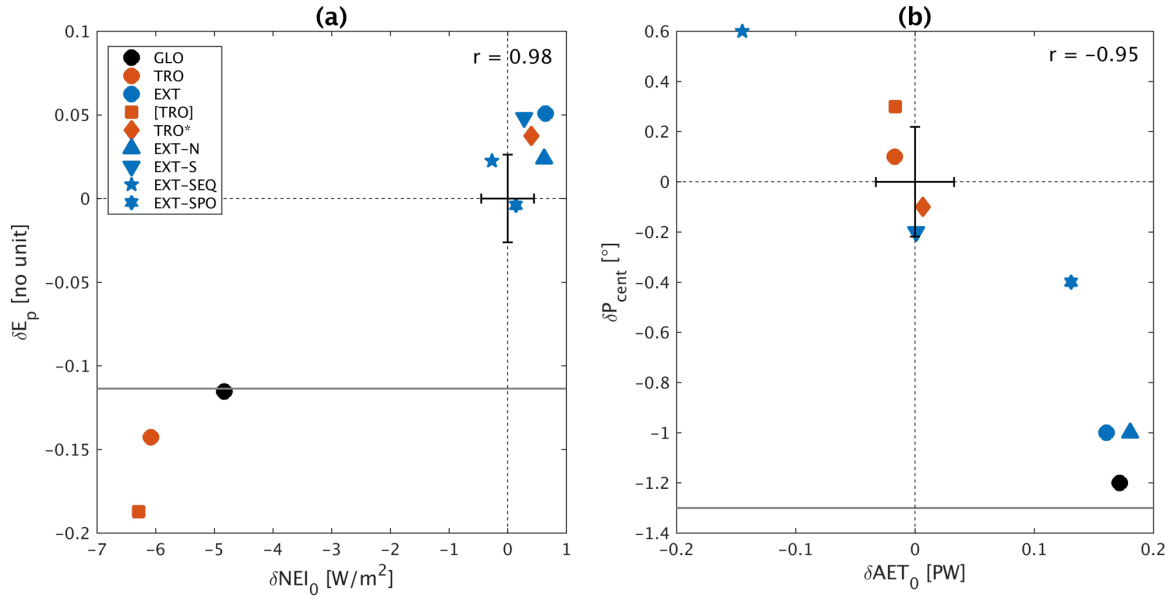 (a)
0.1
0.05
0
−0.05
−0.1
−0.15
−0.2
δE_p [no unit]
GLO
TRO
EXT
[TRO]
TRO*
EXT−N
EXT−S
EXT−SEQ
EXT−SPO
r = 0.98
−7 −6 −5 −4 −3 −2 −1 0 1
δNEI_0 [W/m^2]
(b)
0.6
0.4
0.2
0
−0.2
−0.4
−0.6
−0.8
−1
−1.2
−1.4
δP_cent [°]
r = −0.95
−0.2 −0.1 0 0.1 0.2
δAET_0 [PW]